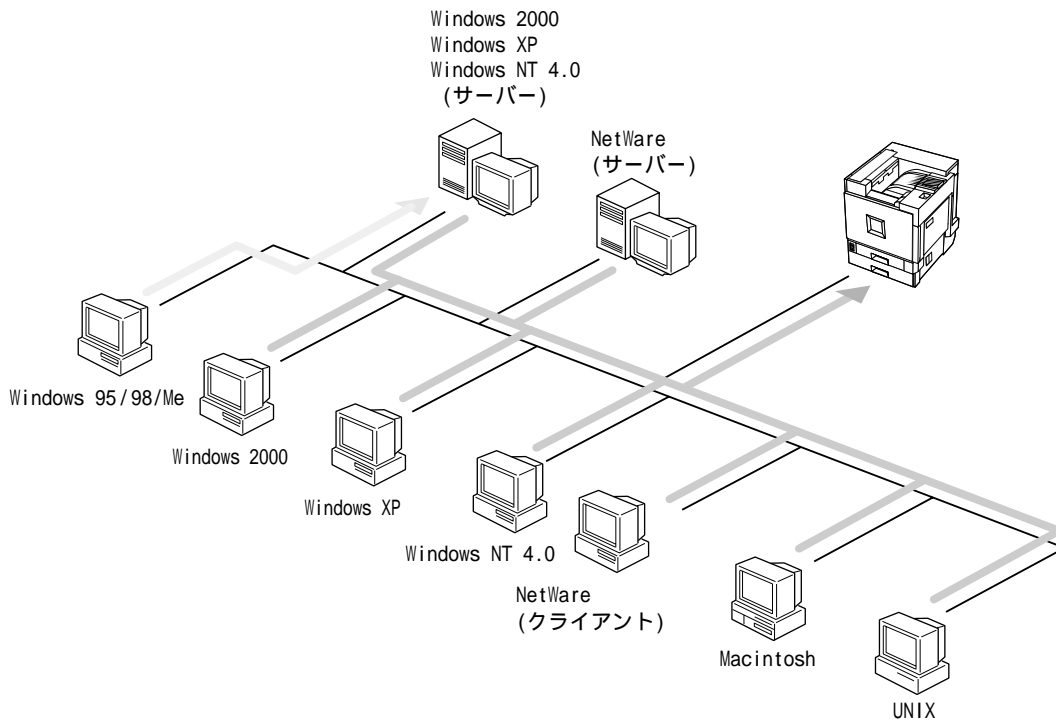 Windows 2000
Windows XP
Windows NT 4.0
(サーバー)
NetWare
(サーバー)
Windows 95/98/Me
Windows 2000
Windows XP
Windows NT 4.0
NetWare
(クライアント)
Macintosh
UNIX